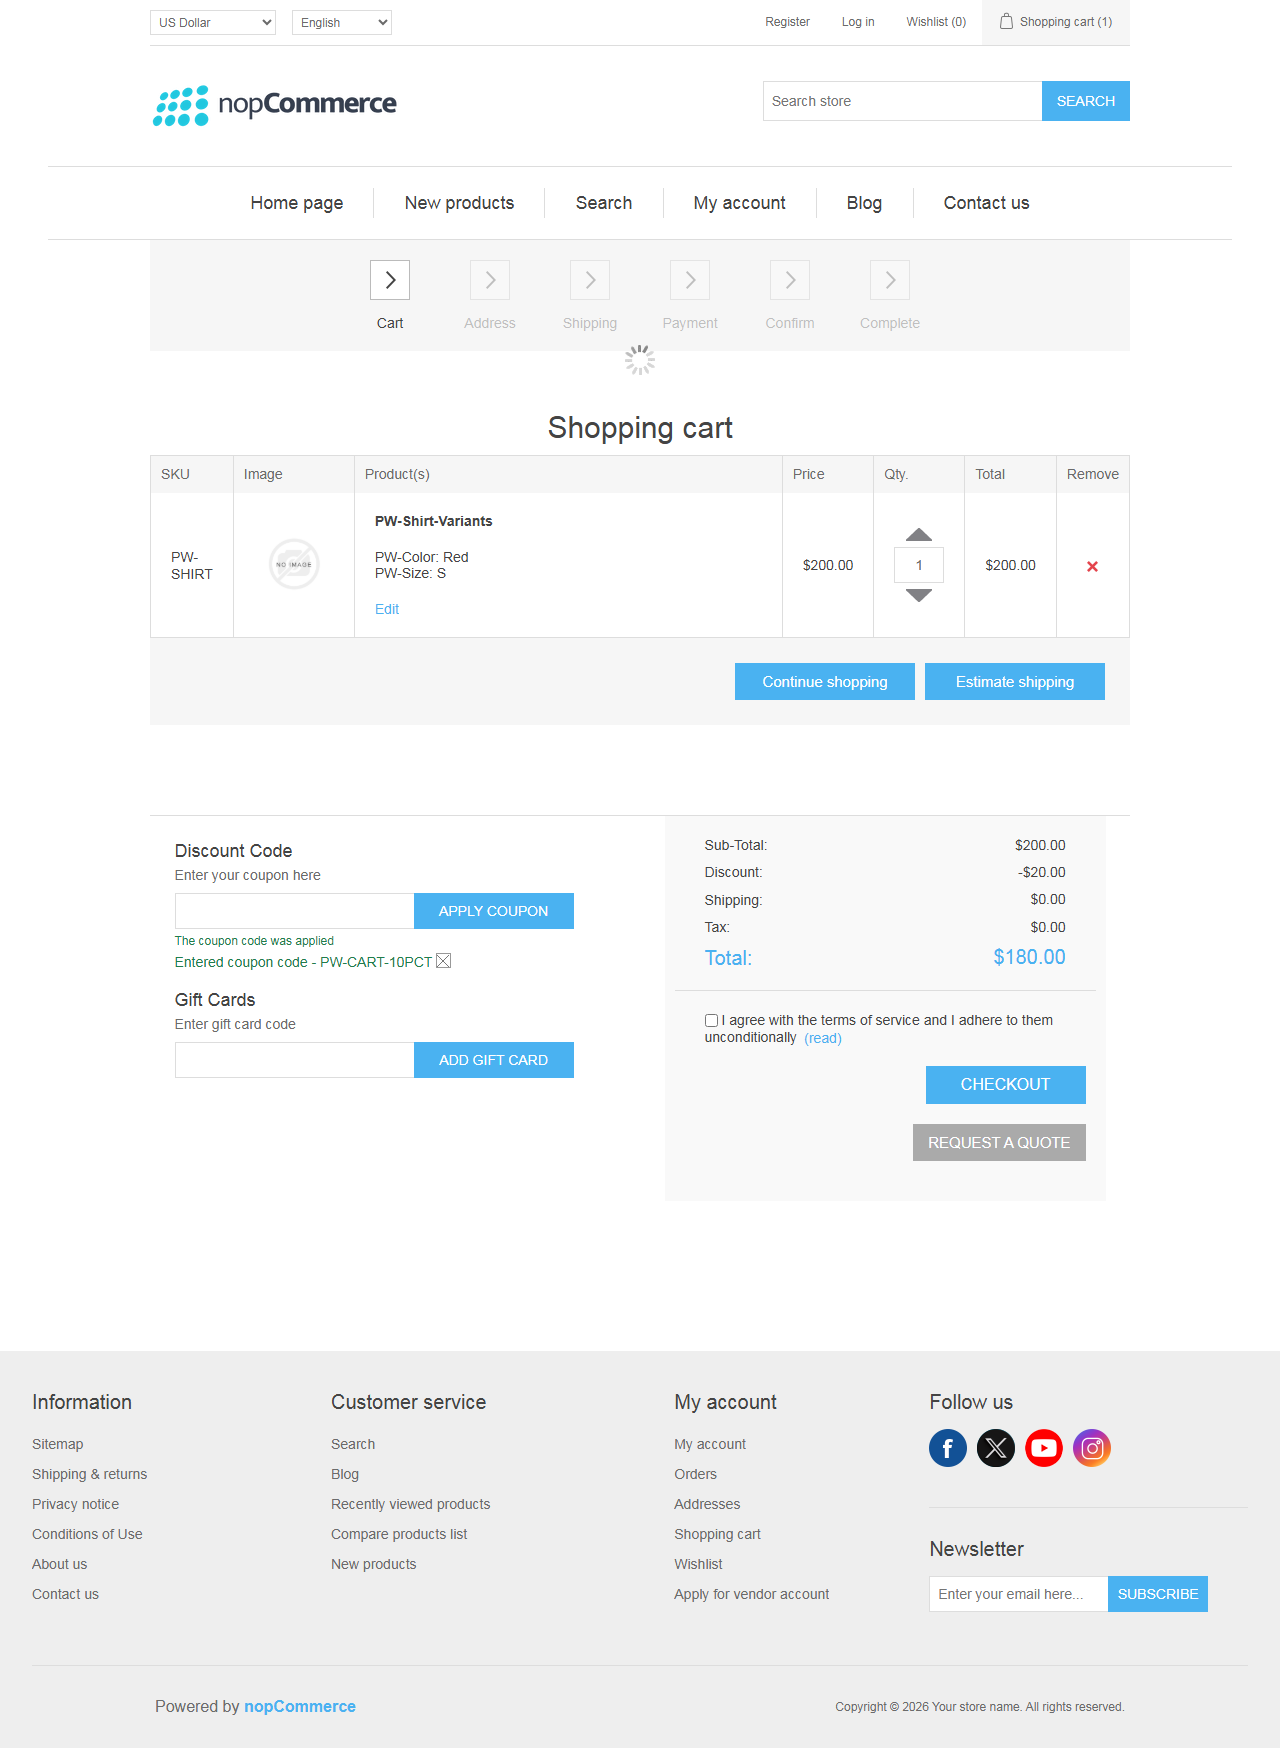 US Dollar
English
Register
Log in
Wishlist (0)
Shopping cart (1)
nopCommerce
Search store
SEARCH
Home page
New products
Search
My account
Blog
Contact us
Cart
Address
Shipping
Payment
Confirm
Complete
Shopping cart
SKU
Image
Product(s)
Price
Qty.
Total
Remove
PW-
SHIRT
NO IMAGE
PW-Shirt-Variants
PW-Color: Red
PW-Size: S
Edit
$200.00
1
$200.00
Continue shopping
Estimate shipping
Discount Code
Enter your coupon here
APPLY COUPON
The coupon code was applied
Entered coupon code - PW-CART-10PCT
Gift Cards
Enter gift card code
ADD GIFT CARD
Sub-Total: $200.00
Discount: -$20.00
Shipping: $0.00
Tax: $0.00
Total: $180.00
I agree with the terms of service and I adhere to them
unconditionally (read)
CHECKOUT
REQUEST A QUOTE
Information
Sitemap
Shipping & returns
Privacy notice
Conditions of Use
About us
Contact us
Customer service
Search
Blog
Recently viewed products
Compare products list
New products
My account
My account
Orders
Addresses
Shopping cart
Wishlist
Apply for vendor account
Follow us
Newsletter
Enter your email here...
SUBSCRIBE
Powered by nopCommerce
Copyright © 2026 Your store name. All rights reserved.